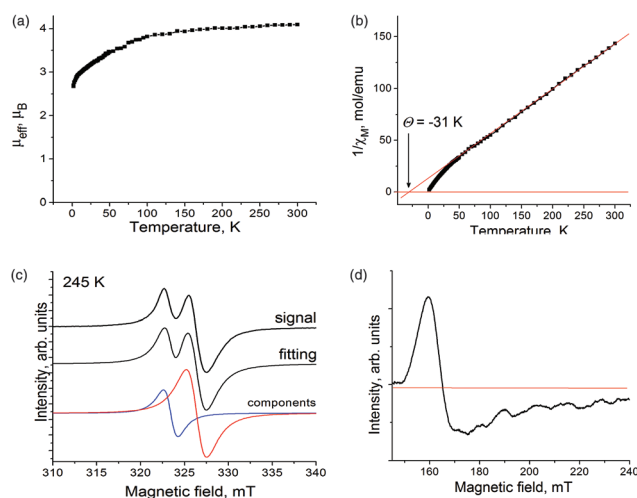 (a)
μeff, μB
5
4
3
2
1
0
0 50 100 150 200 250 300
Temperature, K
(b)
1/χM, mol/emu
150
100
50
0
Θ = -31 K
0 50 100 150 200 250 300
Temperature, K
(c)
245 K
Intensity, arb. units
signal
fitting
components
310 315 320 325 330 335 340
Magnetic field, mT
(d)
Intensity, arb. units
160 180 200 220 240
Magnetic field, mT